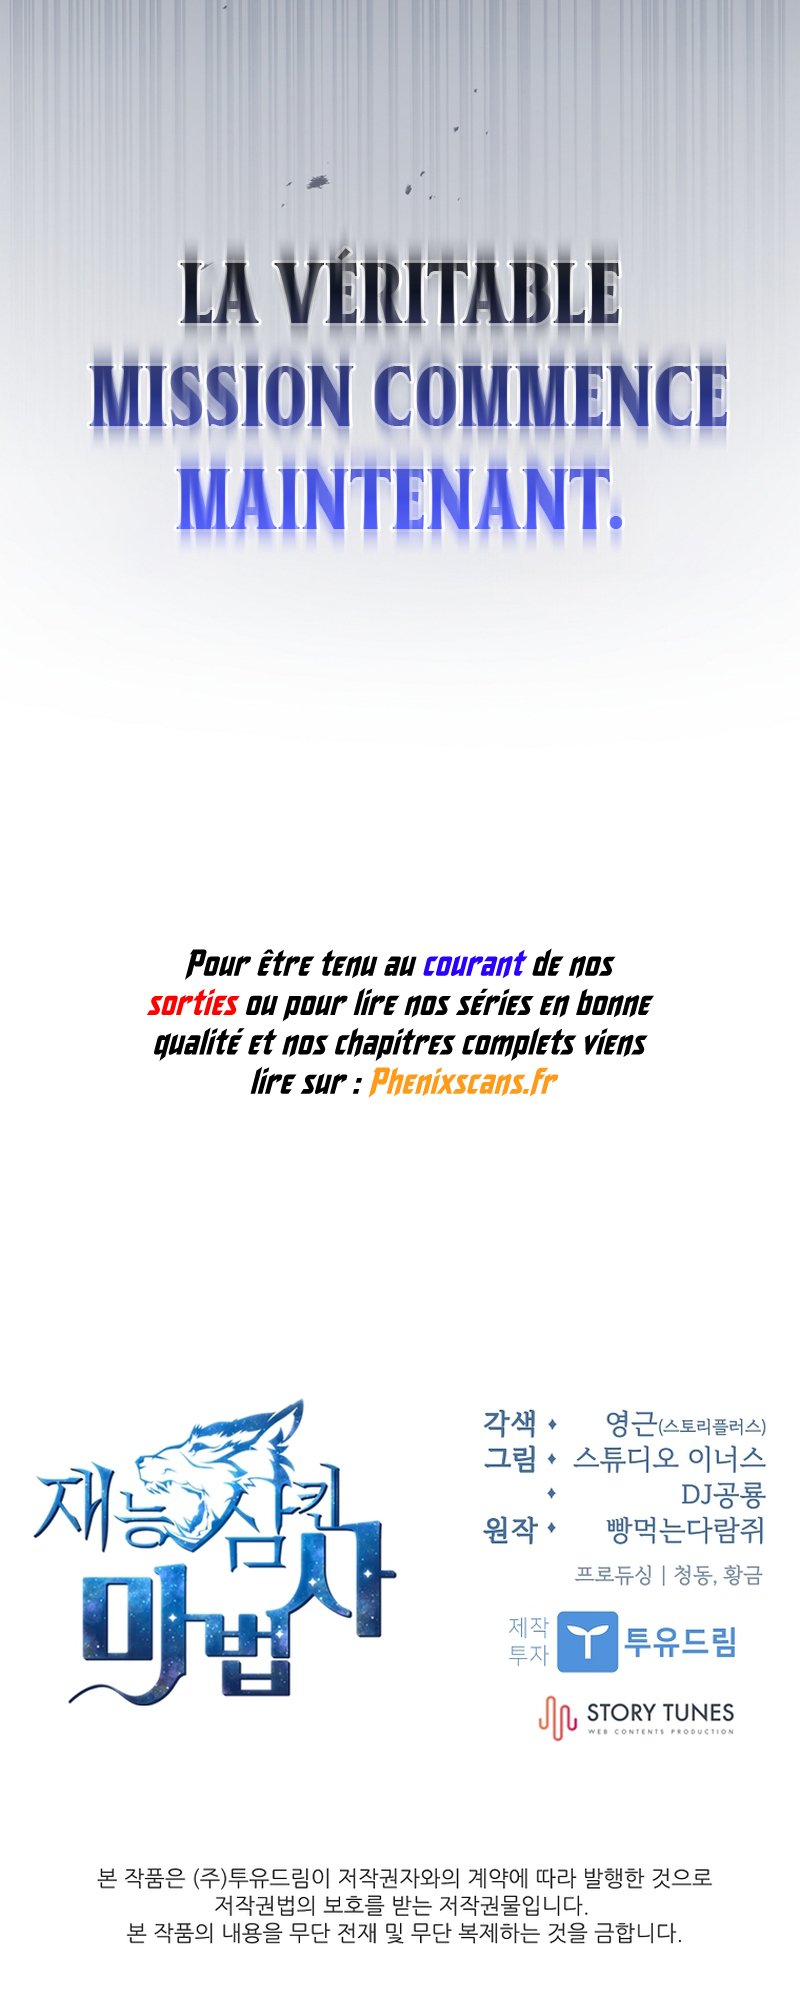 LA VÉRITABLE
MISSION COMMENCE
MAINTENANT.
Pour être tenu au courant de nos
sorties ou pour lire nos séries en bonne
qualité et nos chapitres complets viens
lire sur : Phenixscans.fr
재능 삼킨
마법사
각색 ♦ 영근(스토리플러스)
그림 ♦ 스튜디오 이너스
♦ DJ공룡
원작 ♦ 빵먹는다람쥐
프로듀싱 | 청동, 황금
제작
투자 투유드림
STORY TUNES
WEB CONTENTS PRODUCTION
본 작품은 (주)투유드림이 저작권자와의 계약에 따라 발행한 것으로
저작권법의 보호를 받는 저작권물입니다.
본 작품의 내용을 무단 전재 및 무단 복제하는 것을 금합니다.